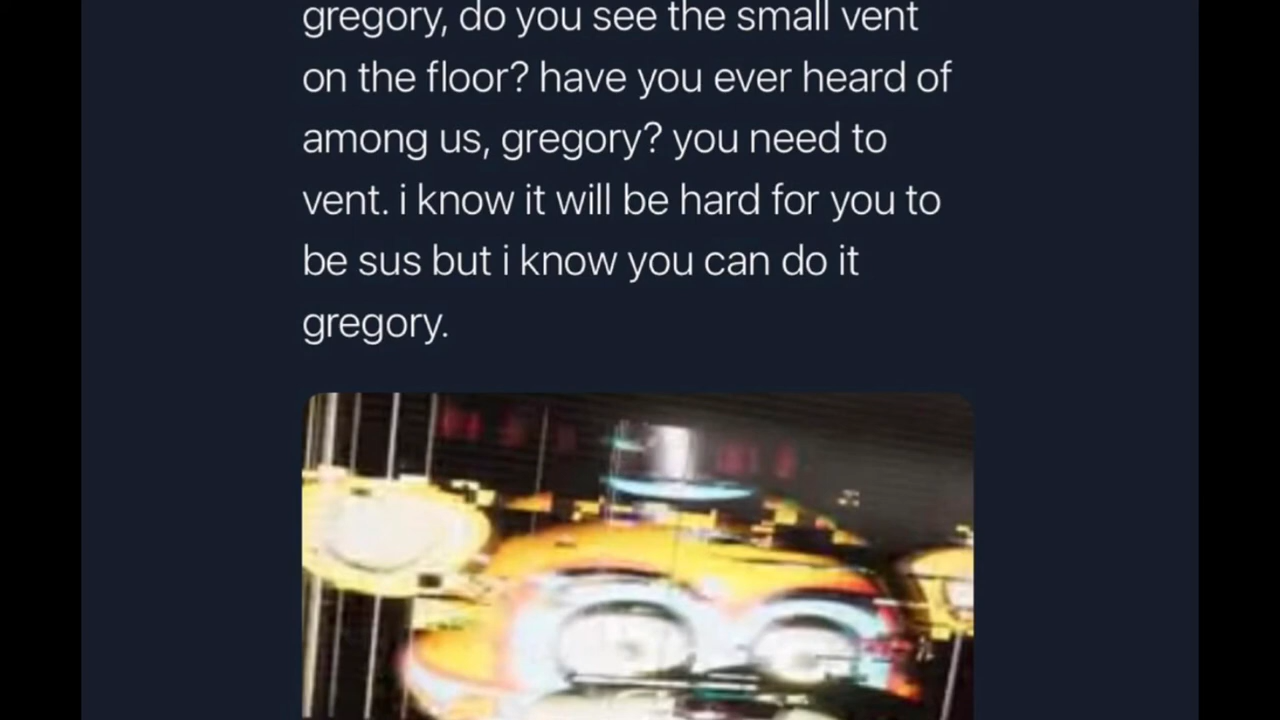 gregory, do you see the small vent
on the floor? have you ever heard of
among us, gregory? you need to
vent. i know it will be hard for you to
be sus but i know you can do it
gregory.